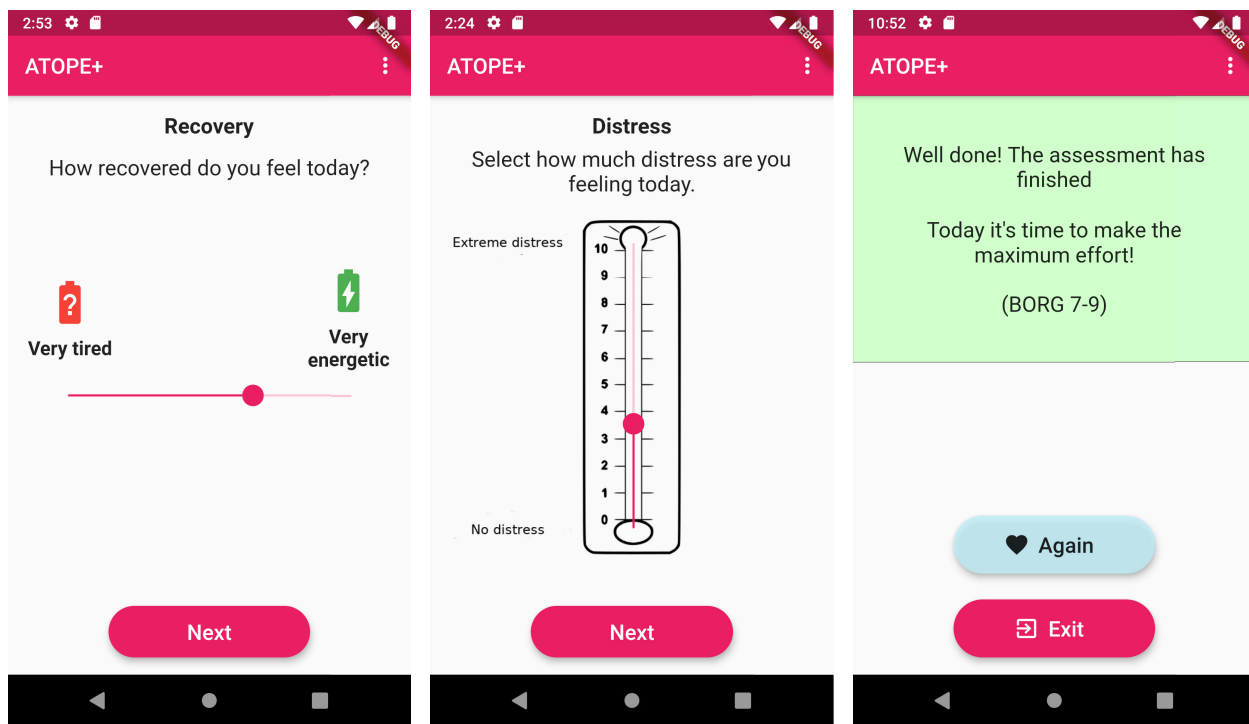 2:53
DEBUG
ATOPE+
Recovery
How recovered do you feel today?
Very tired
Very
energetic
Next
2:24
DEBUG
ATOPE+
Distress
Select how much distress are you
feeling today.
Extreme distress
10
9
8
7
6
5
4
3
2
1
0
No distress
Next
10:52
DEBUG
ATOPE+
Well done! The assessment has
finished
Today it's time to make the
maximum effort!
(BORG 7-9)
Again
Exit